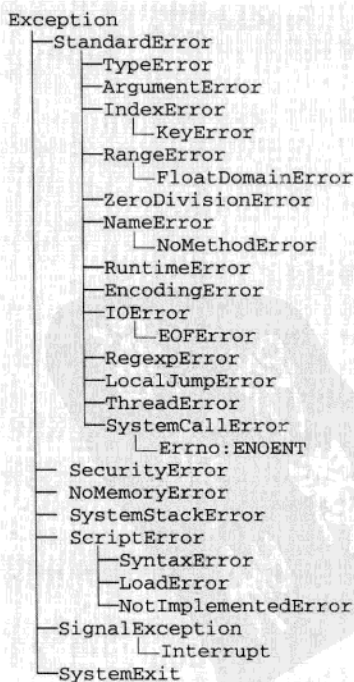 Exception
StandardError
TypeError
ArgumentError
IndexError
KeyError
RangeError
FloatDomainError
ZeroDivisionError
NameError
NoMethodError
RuntimeError
EncodingError
IOError
EOFError
RegexpError
LocalJumpError
ThreadError
SystemCallError
Errno:ENOENT
SecurityError
NoMemoryError
SystemStackError
ScriptError
SyntaxError
LoadError
NotImplementedError
SignalException
Interrupt
SystemExit